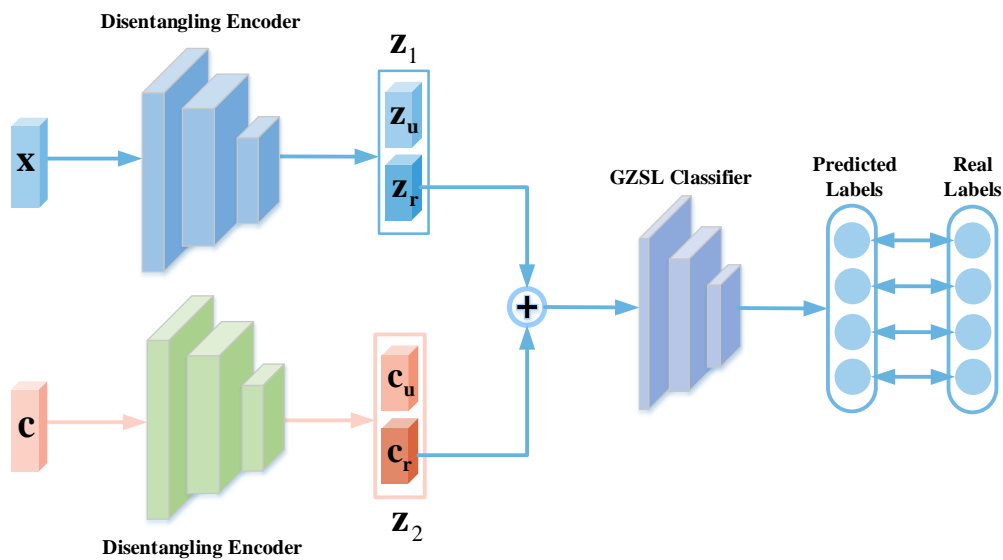 Disentangling Encoder
z1
x
zu
zr
GZSL Classifier
Predicted
Labels
Real
Labels
+
c
cu
cr
z2
Disentangling Encoder